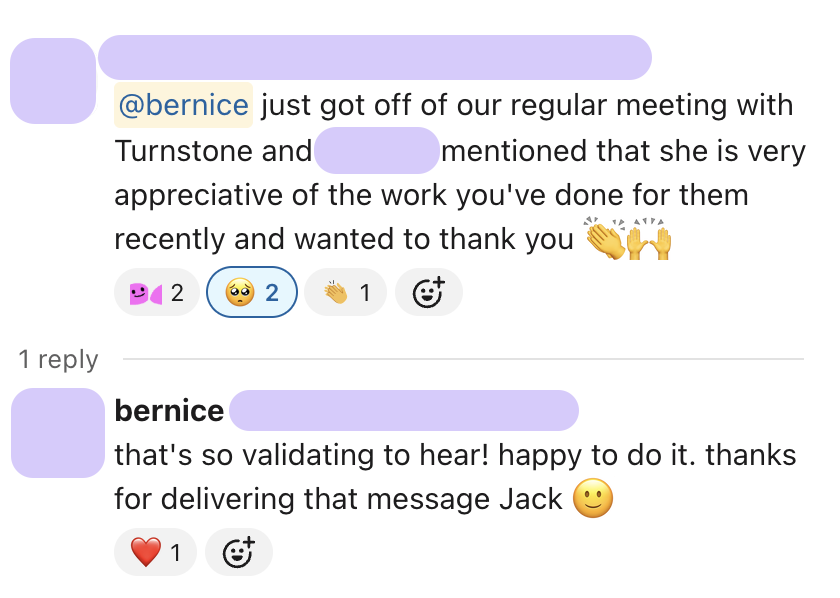 @bernice just got off of our regular meeting with
Turnstone and mentioned that she is very
appreciative of the work you've done for them
recently and wanted to thank you 👏🙌
2 🥺 2 👏 1
1 reply
bernice
that's so validating to hear! happy to do it. thanks
for delivering that message Jack 🙂
❤️ 1